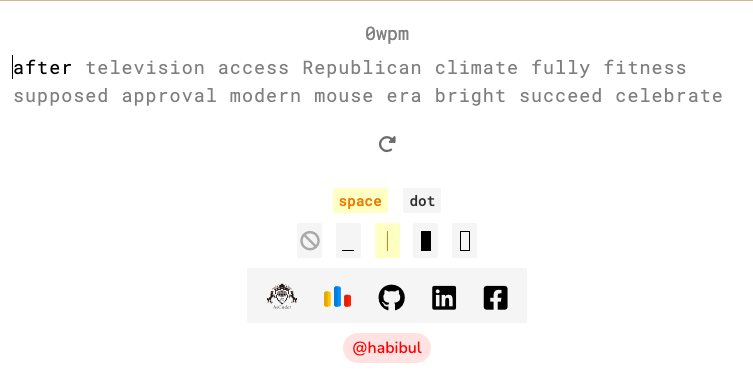 0wpm
after television access Republican climate fully fitness
supposed approval modern mouse era bright succeed celebrate
space dot
@habibul